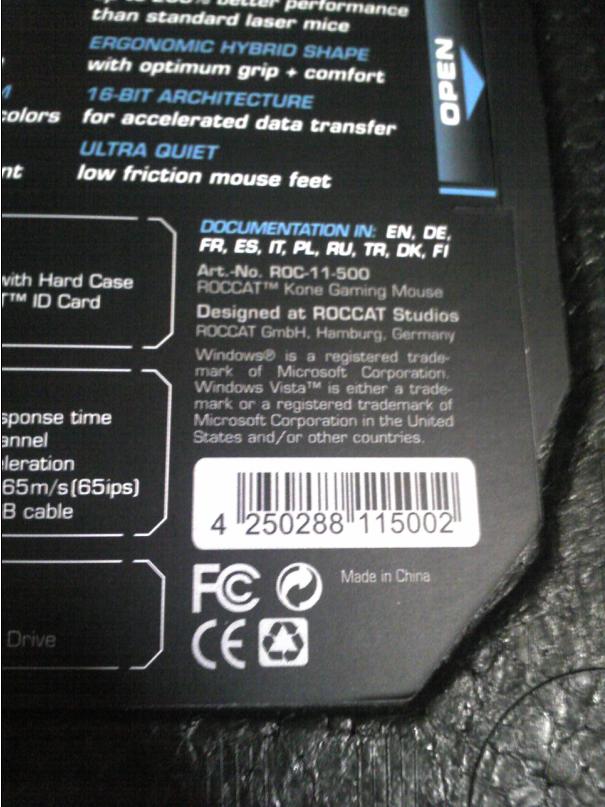 better performance
than standard laser mice
ERGONOMIC HYBRID SHAPE
with optimum grip + comfort
16-BIT ARCHITECTURE
colors for accelerated data transfer
ULTRA QUIET
low friction mouse feet
OPEN
DOCUMENTATION IN: EN, DE,
FR, ES, IT, PL, RU, TR, DK, FI
Art.-No. ROC-11-500
ROCCAT™ Kone Gaming Mouse
Designed at ROCCAT Studios
ROCCAT GmbH, Hamburg, Germany
Windows® is a registered trade-
mark of Microsoft Corporation.
Windows Vista™ is either a trade-
mark or a registered trademark of
Microsoft Corporation in the United
States and/or other countries.
with Hard Case
™ ID Card
sponse time
annel
leration
65m/s(65ips)
B cable
Drive
4 250288 115002
FC CE
Made in China